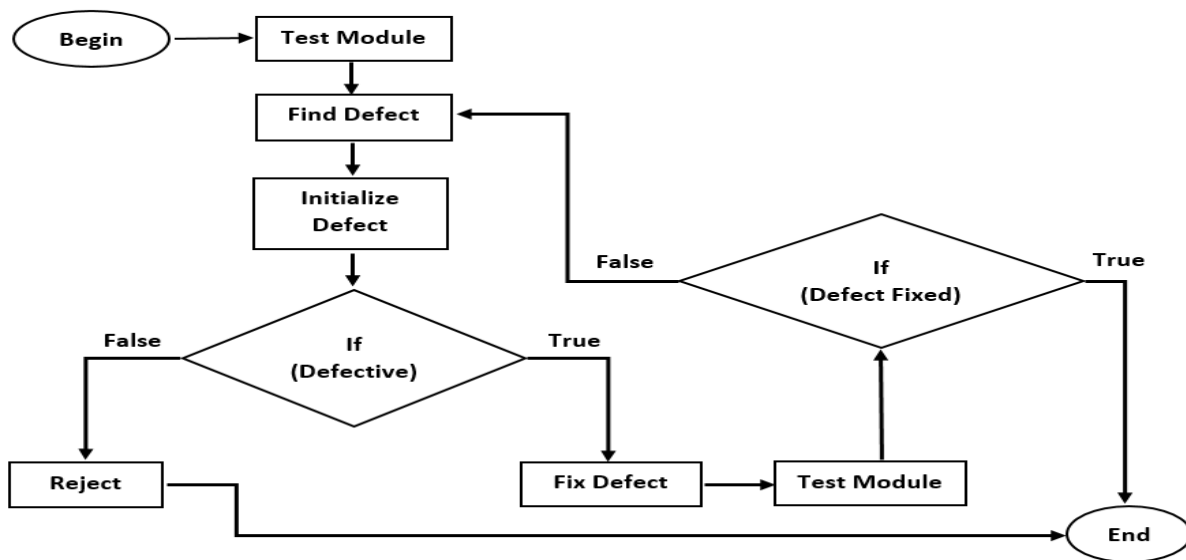 Begin
Test Module
Find Defect
Initialize
Defect
If
(Defective)
False
True
Reject
Fix Defect
Test Module
If
(Defect Fixed)
False
True
End